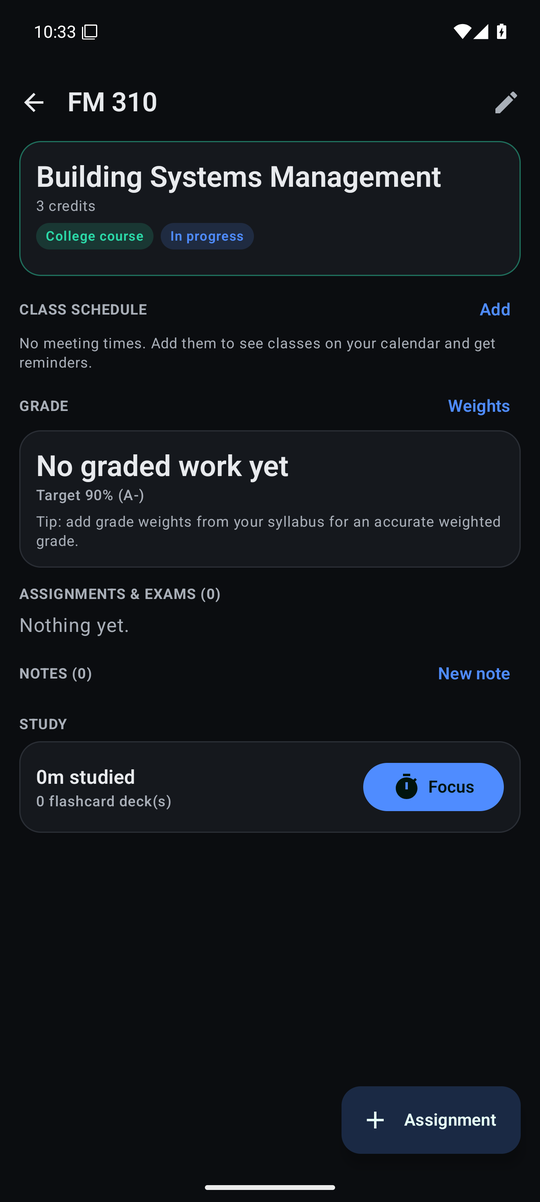 10:33
FM 310
Building Systems Management
3 credits
College course
In progress
CLASS SCHEDULE
Add
No meeting times. Add them to see classes on your calendar and get
reminders.
GRADE
Weights
No graded work yet
Target 90% (A-)
Tip: add grade weights from your syllabus for an accurate weighted
grade.
ASSIGNMENTS & EXAMS (0)
Nothing yet.
NOTES (0)
New note
STUDY
0m studied
0 flashcard deck(s)
Focus
Assignment